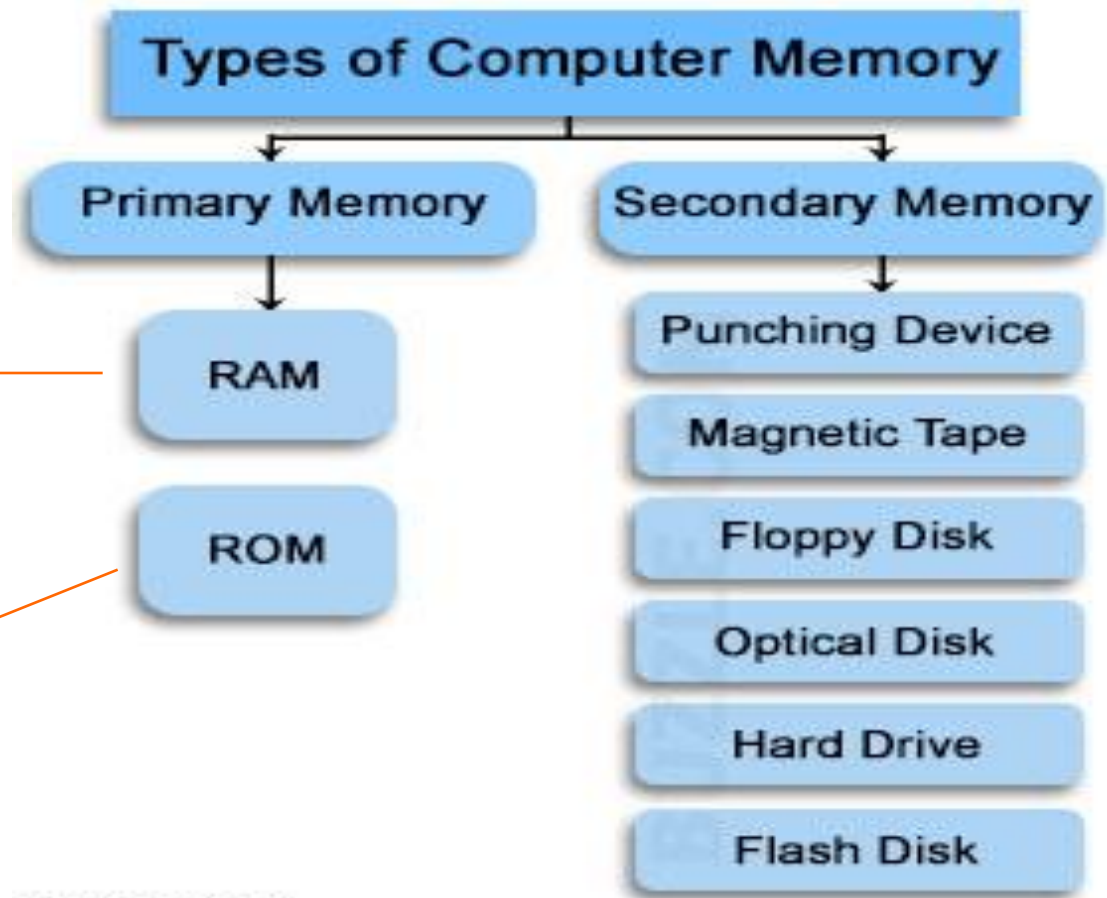 Types of Computer Memory
Primary Memory
RAM
ROM
Secondary Memory
Punching Device
Magnetic Tape
Floppy Disk
Optical Disk
Hard Drive
Flash Disk